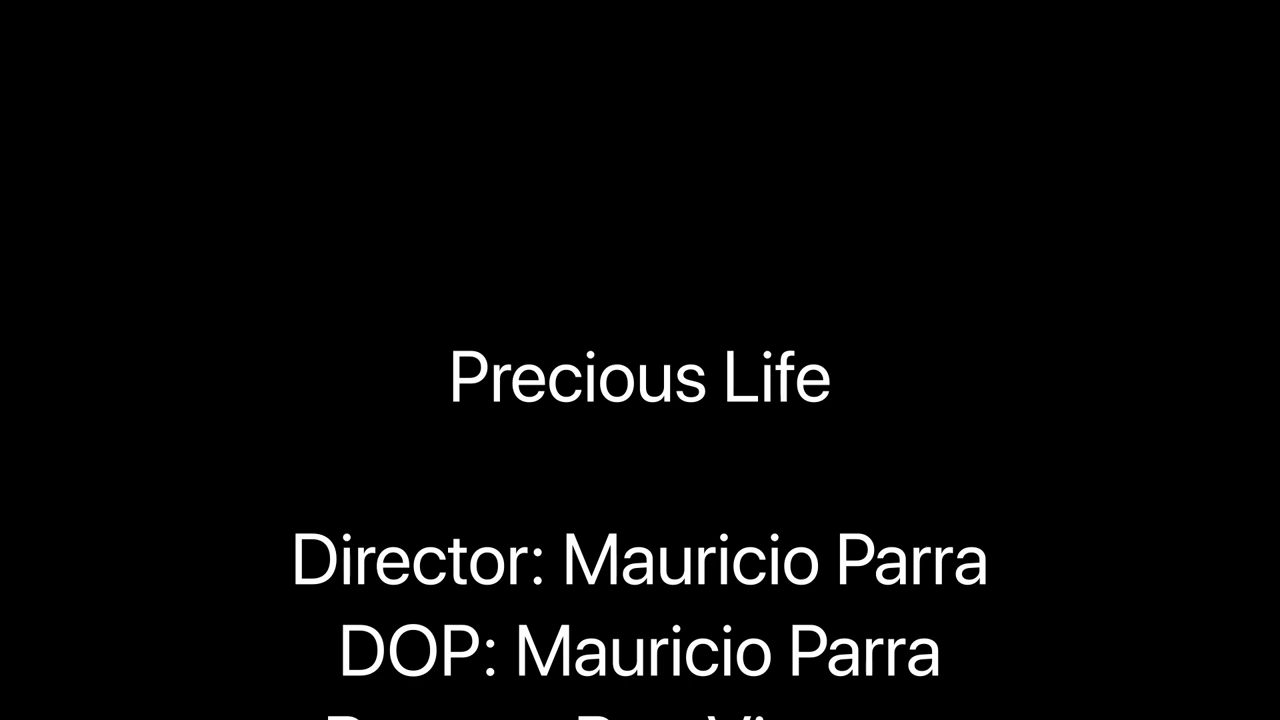 Precious Life
Director: Mauricio Parra
DOP: Mauricio Parra